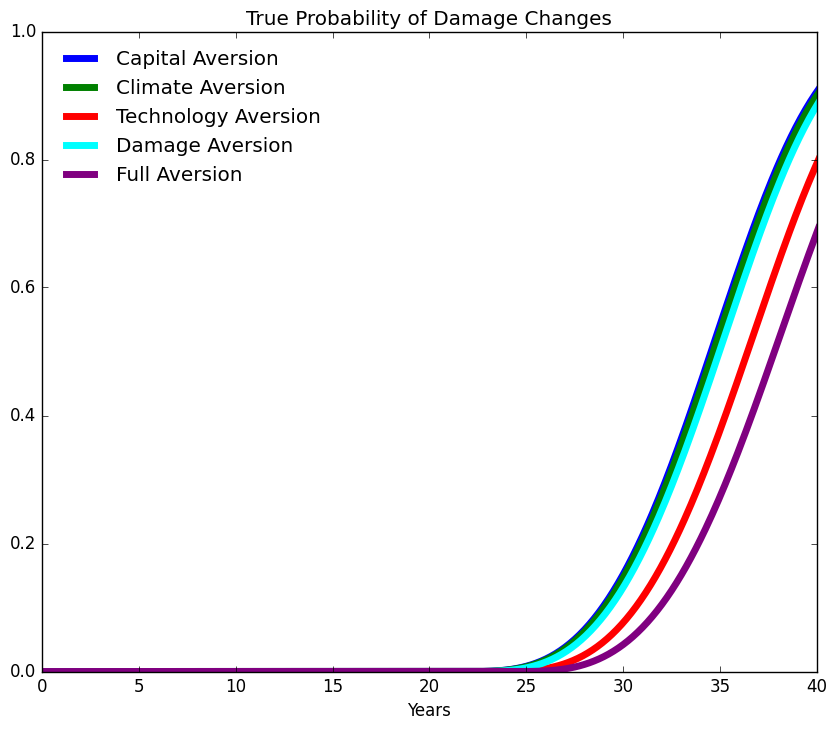 True Probability of Damage Changes
1.0
Capital Aversion
Climate Aversion
Technology Aversion
Damage Aversion
Full Aversion
0.8
0.6
0.4
0.2
0.0
0 5 10 15 20 25 30 35 40
Years